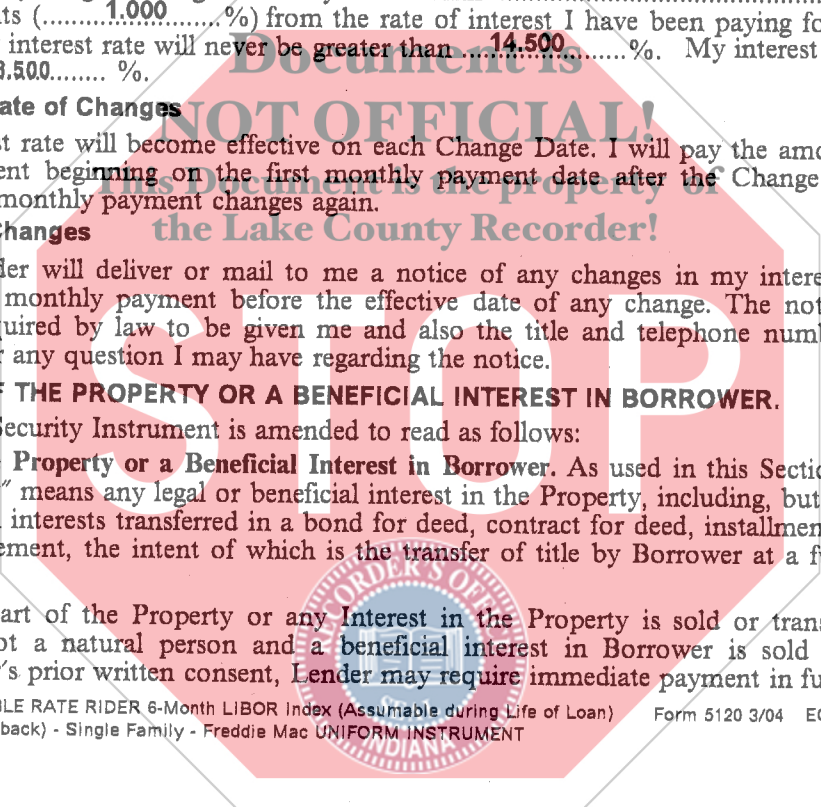 ts (..........1.000........%) from the rate of interest I have been paying fo
interest rate will never be greater than .....14.500..........%. My interest
3.500........ %.
ate of Changes
st rate will become effective on each Change Date. I will pay the amo
ent beginning on the first monthly payment date after the Change
monthly payment changes again.
Changes
der will deliver or mail to me a notice of any changes in my intere
monthly payment before the effective date of any change. The not
quired by law to be given me and also the title and telephone numb
r any question I may have regarding the notice.
F THE PROPERTY OR A BENEFICIAL INTEREST IN BORROWER.
Security Instrument is amended to read as follows:
Property or a Beneficial Interest in Borrower. As used in this Sectio
" means any legal or beneficial interest in the Property, including, but
interests transferred in a bond for deed, contract for deed, installmen
ement, the intent of which is the transfer of title by Borrower at a f
art of the Property or any Interest in the Property is sold or trans
ot a natural person and a beneficial interest in Borrower is sold
's prior written consent, Lender may require immediate payment in fu
BLE RATE RIDER 6-Month LIBOR Index (Assumable during Life of Loan) Form 5120 3/04 EC
back) - Single Family - Freddie Mac UNIFORM INSTRUMENT
Document is
NOT OFFICIAL!
This Document is the property of
the Lake County Recorder!
STOP
RECORDER'S OFFICE
SEAL
INDIANA